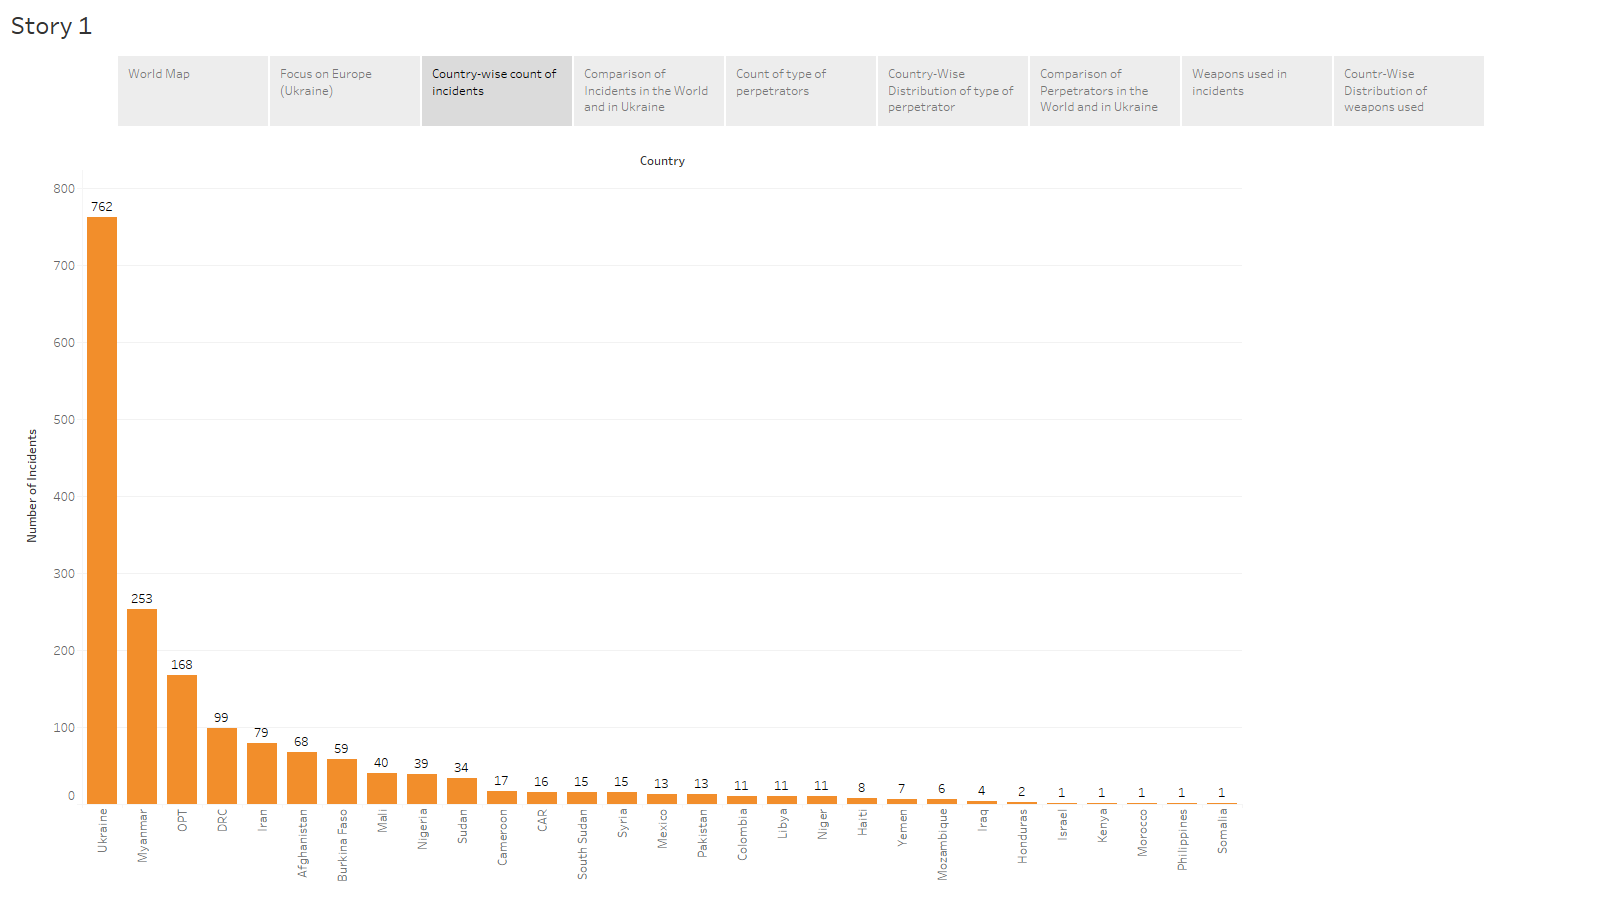 Story 1
World Map
Focus on Europe
(Ukraine)
Country-wise count of
incidents
Comparison of
Incidents in the World
and in Ukraine
Count of type of
perpetrators
Country-Wise
Distribution of type of
perpetrator
Comparison of
Perpetrators in the
World and in Ukraine
Weapons used in
incidents
Countr-Wise
Distribution of
weapons used
Country
Number of Incidents
800
700
600
500
400
300
200
100
0
762
253
168
99
79
68
59
40
39
34
17
16
15
15
13
13
11
11
11
8
7
6
4
2
1
1
1
1
1
Ukraine
Myanmar
OPT
DRC
Iran
Afghanistan
Burkina Faso
Mali
Nigeria
Sudan
Cameroon
CAR
South Sudan
Syria
Mexico
Pakistan
Colombia
Libya
Niger
Haiti
Yemen
Mozambique
Iraq
Honduras
Israel
Kenya
Morocco
Philippines
Somalia